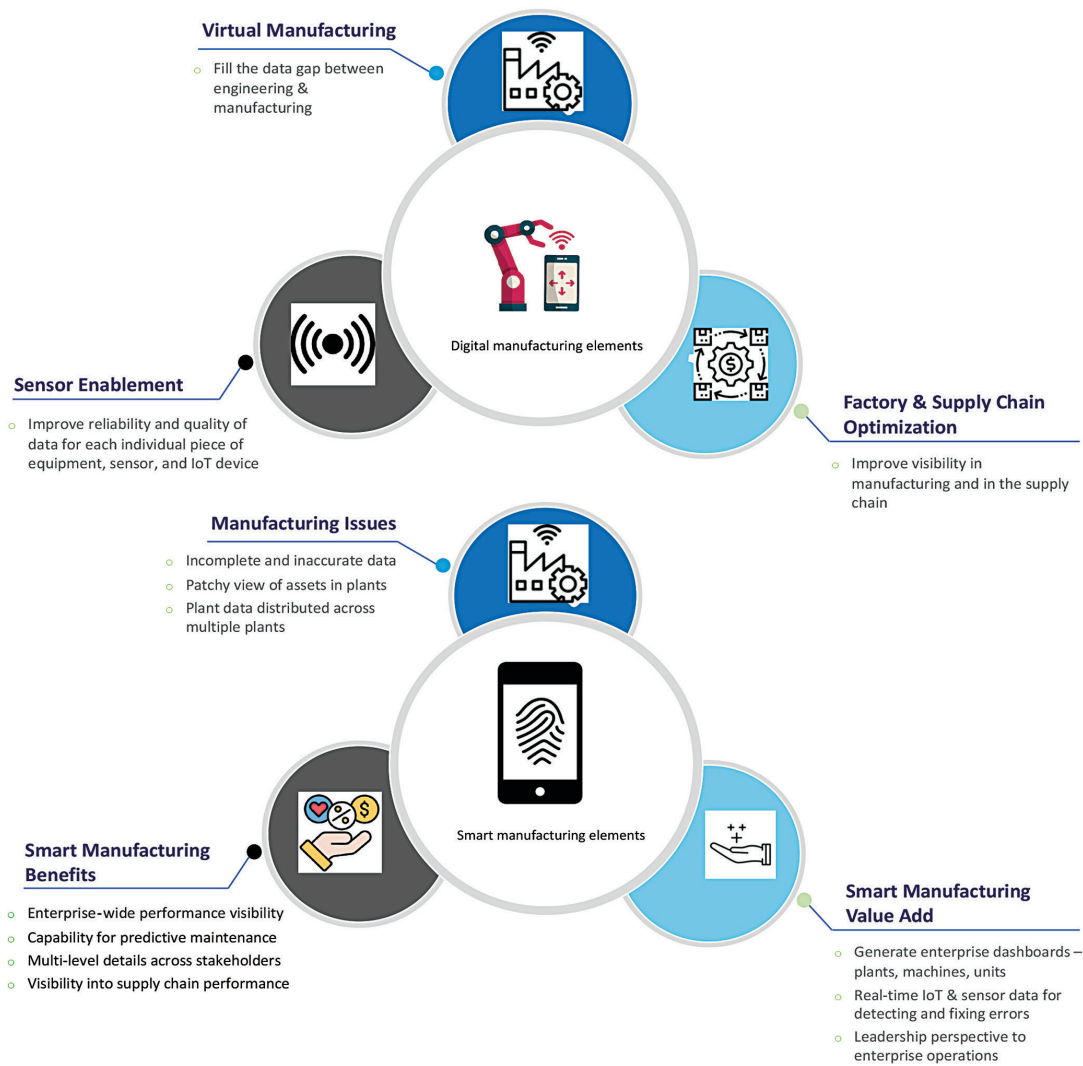 Virtual Manufacturing
○ Fill the data gap between
engineering &
manufacturing
Digital manufacturing elements
Sensor Enablement
○ Improve reliability and quality of
data for each individual piece of
equipment, sensor, and IoT device
Factory & Supply Chain
Optimization
○ Improve visibility in
manufacturing and in the supply
chain
Manufacturing Issues
○ Incomplete and inaccurate data
○ Patchy view of assets in plants
○ Plant data distributed across
multiple plants
Smart manufacturing elements
Smart Manufacturing
Benefits
○ Enterprise-wide performance visibility
○ Capability for predictive maintenance
○ Multi-level details across stakeholders
○ Visibility into supply chain performance
Smart Manufacturing
Value Add
○ Generate enterprise dashboards –
plants, machines, units
○ Real-time IoT & sensor data for
detecting and fixing errors
○ Leadership perspective to
enterprise operations